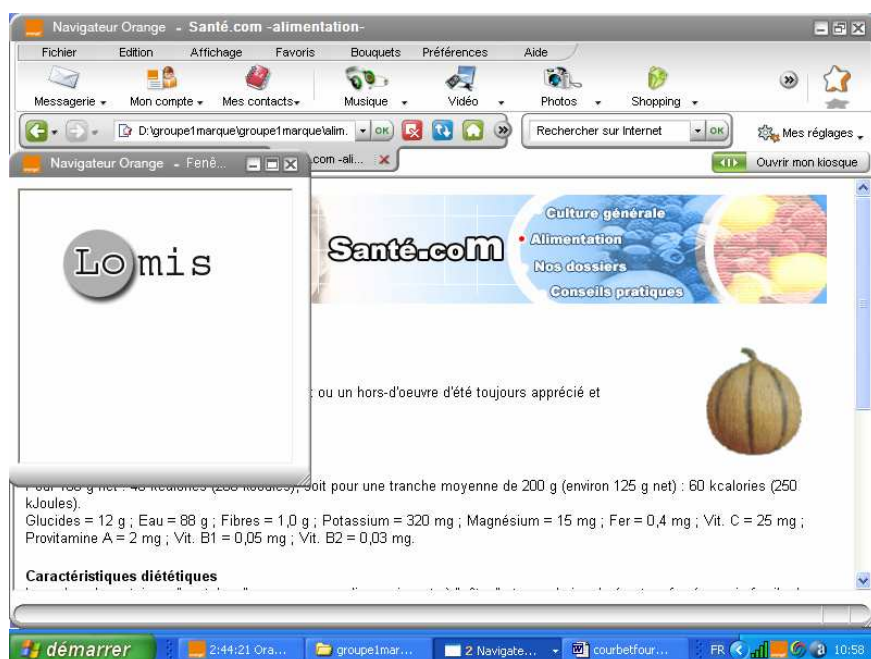 Navigateur Orange - Santé.com -alimentation-
Fichier Edition Affichage Favoris Bouquets Préférences Aide
Messagerie Mon compte Mes contacts Musique Vidéo Photos Shopping
D:\groupe1marque\groupe1marque\alim. OK Rechercher sur Internet OK Mes réglages
.com -ali... Ouvrir mon kiosque
Navigateur Orange - Fenê...
Lomis
Santé.com
Culture générale
Alimentation
Nos dossiers
Conseils pratiques
ou un hors-d'oeuvre d'été toujours apprécié et
soit pour une tranche moyenne de 200 g (environ 125 g net) : 60 kcalories (250
kJoules).
Glucides = 12 g ; Eau = 88 g ; Fibres = 1,0 g ; Potassium = 320 mg ; Magnésium = 15 mg ; Fer = 0,4 mg ; Vit. C = 25 mg ;
Provitamine A = 2 mg ; Vit. B1 = 0,05 mg ; Vit. B2 = 0,03 mg.
Caractéristiques diététiques
démarrer 2:44:21 Ora... groupe1mar... 2 Navigate... courbetfour... FR 10:58